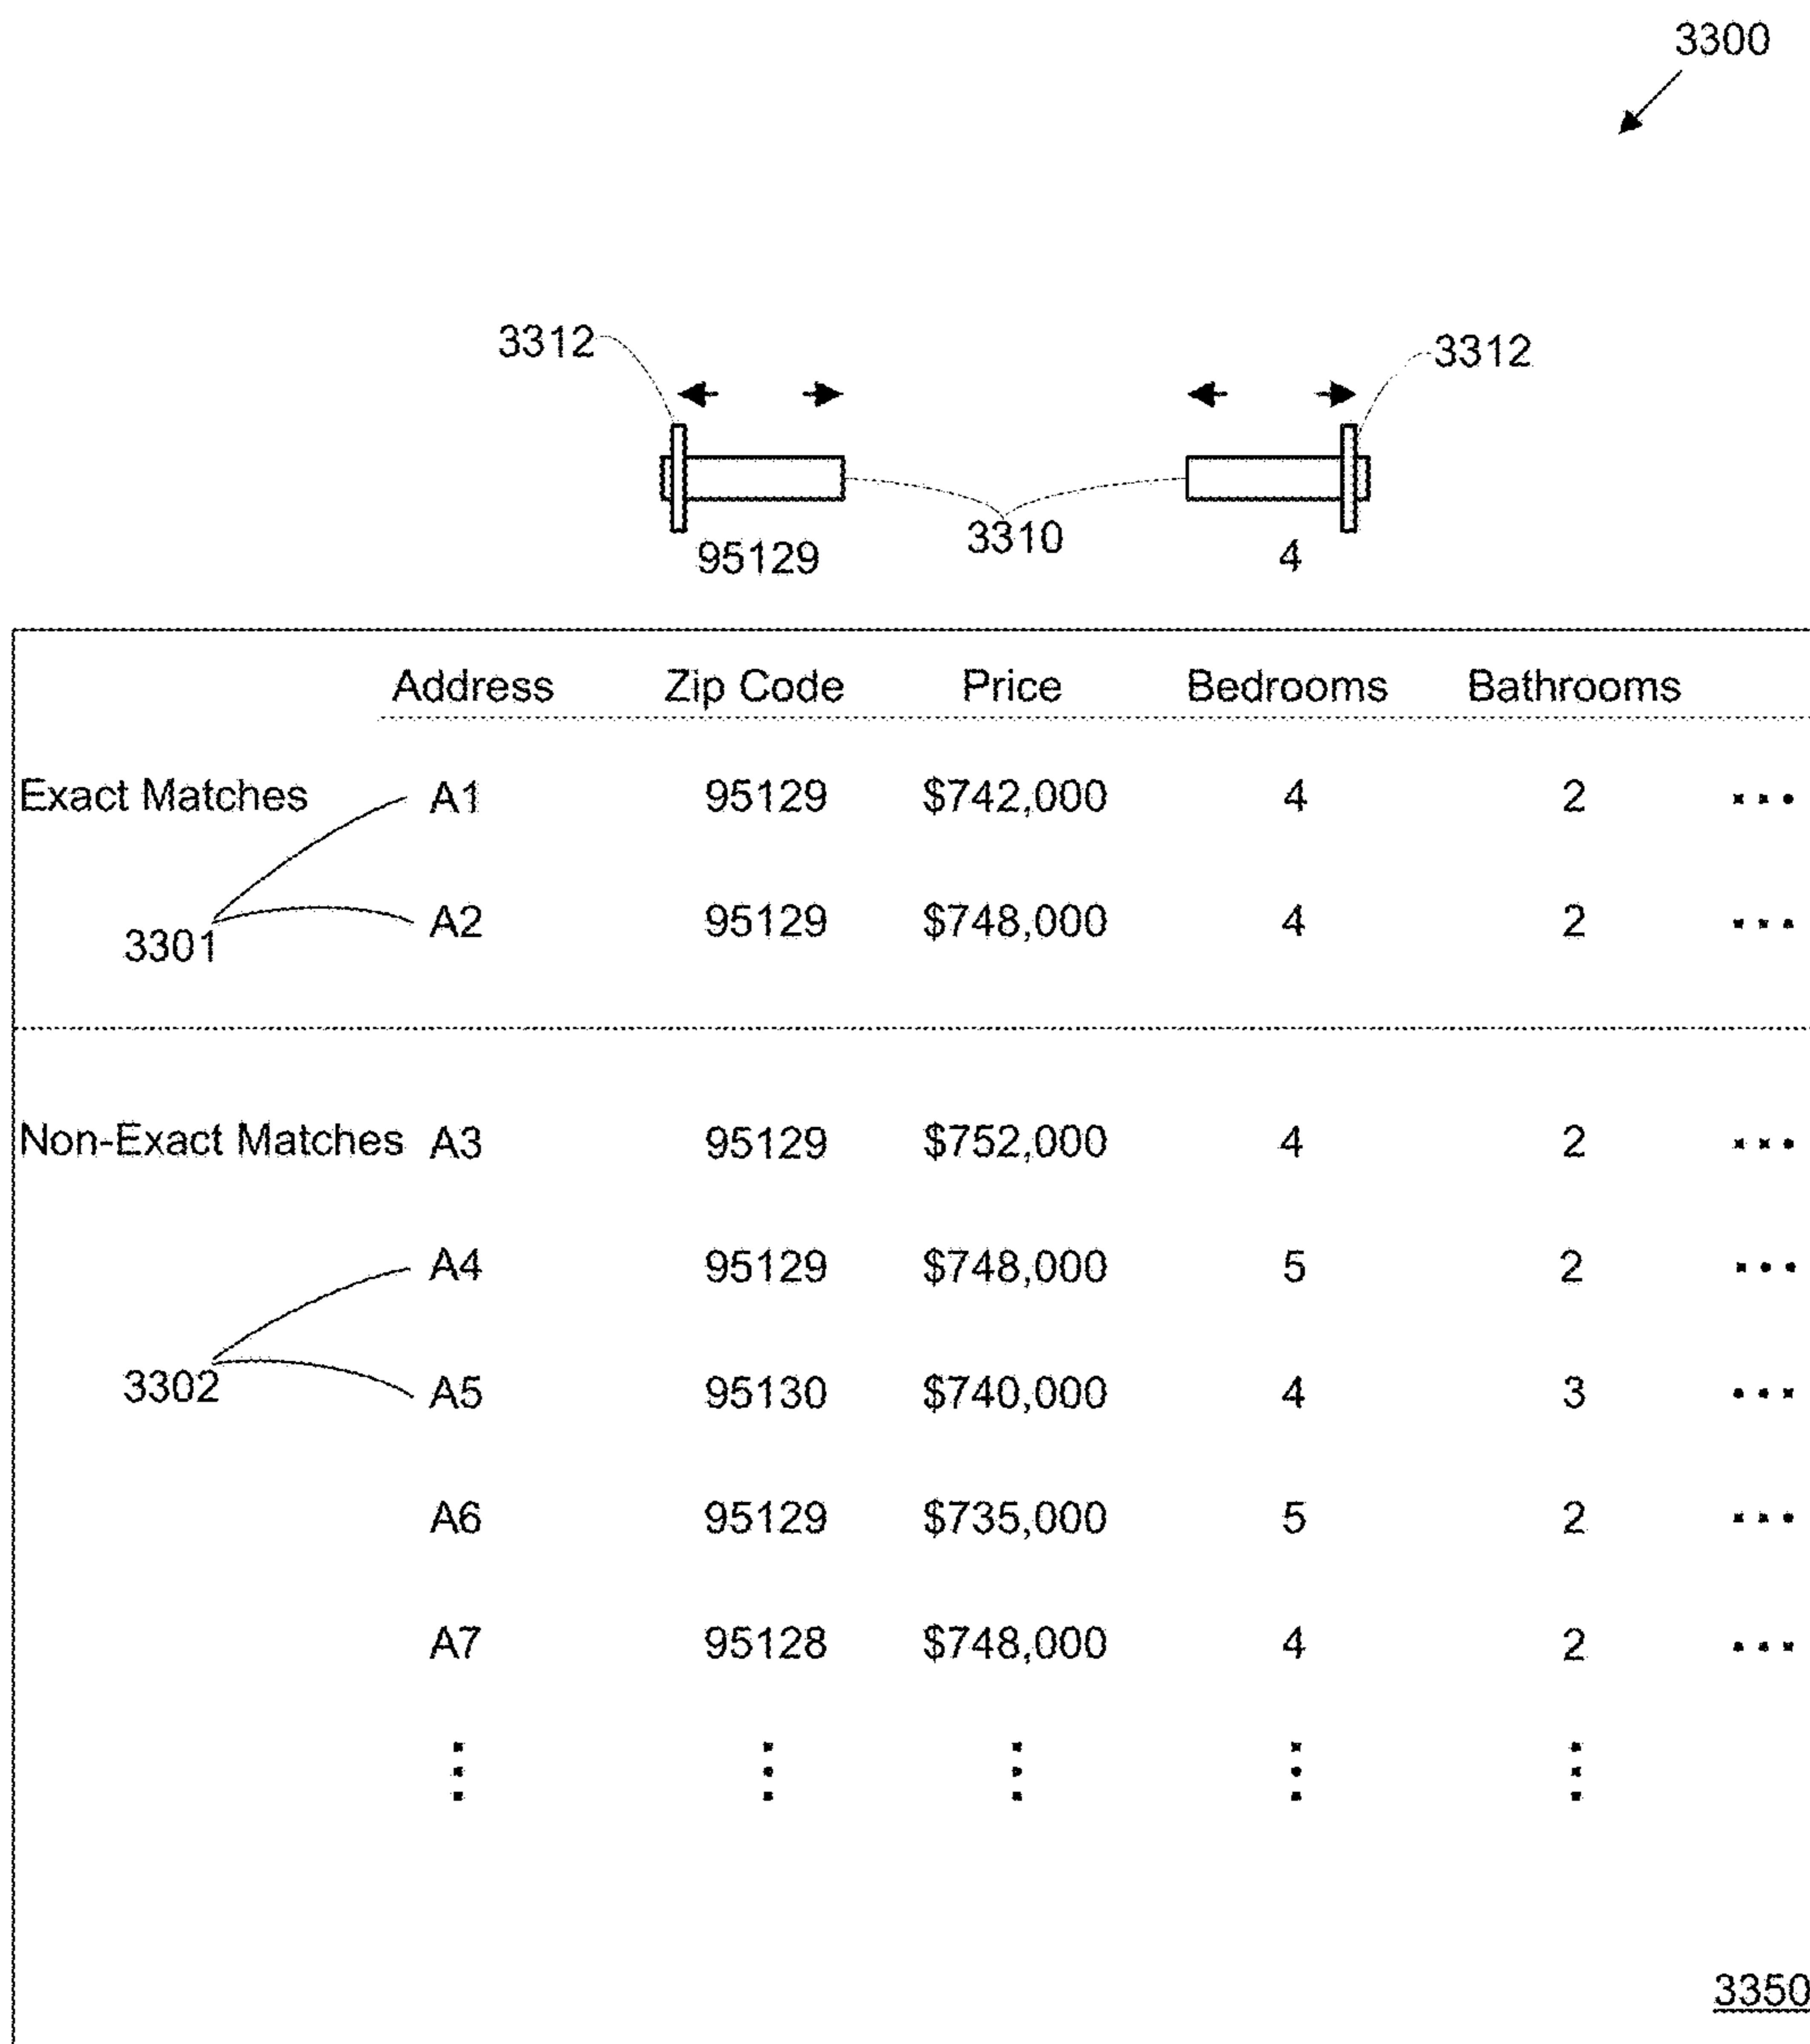 3300
3312 3312
3310
95129 4
Address Zip Code Price Bedrooms Bathrooms
Exact Matches A1 95129 $742,000 4 2 ...
A2 95129 $748,000 4 2 ...
3301
Non-Exact Matches A3 95129 $752,000 4 2 ...
A4 95129 $748,000 5 2 ...
3302 A5 95130 $740,000 4 3 ...
A6 95129 $735,000 5 2 ...
A7 95128 $748,000 4 2 ...
3350